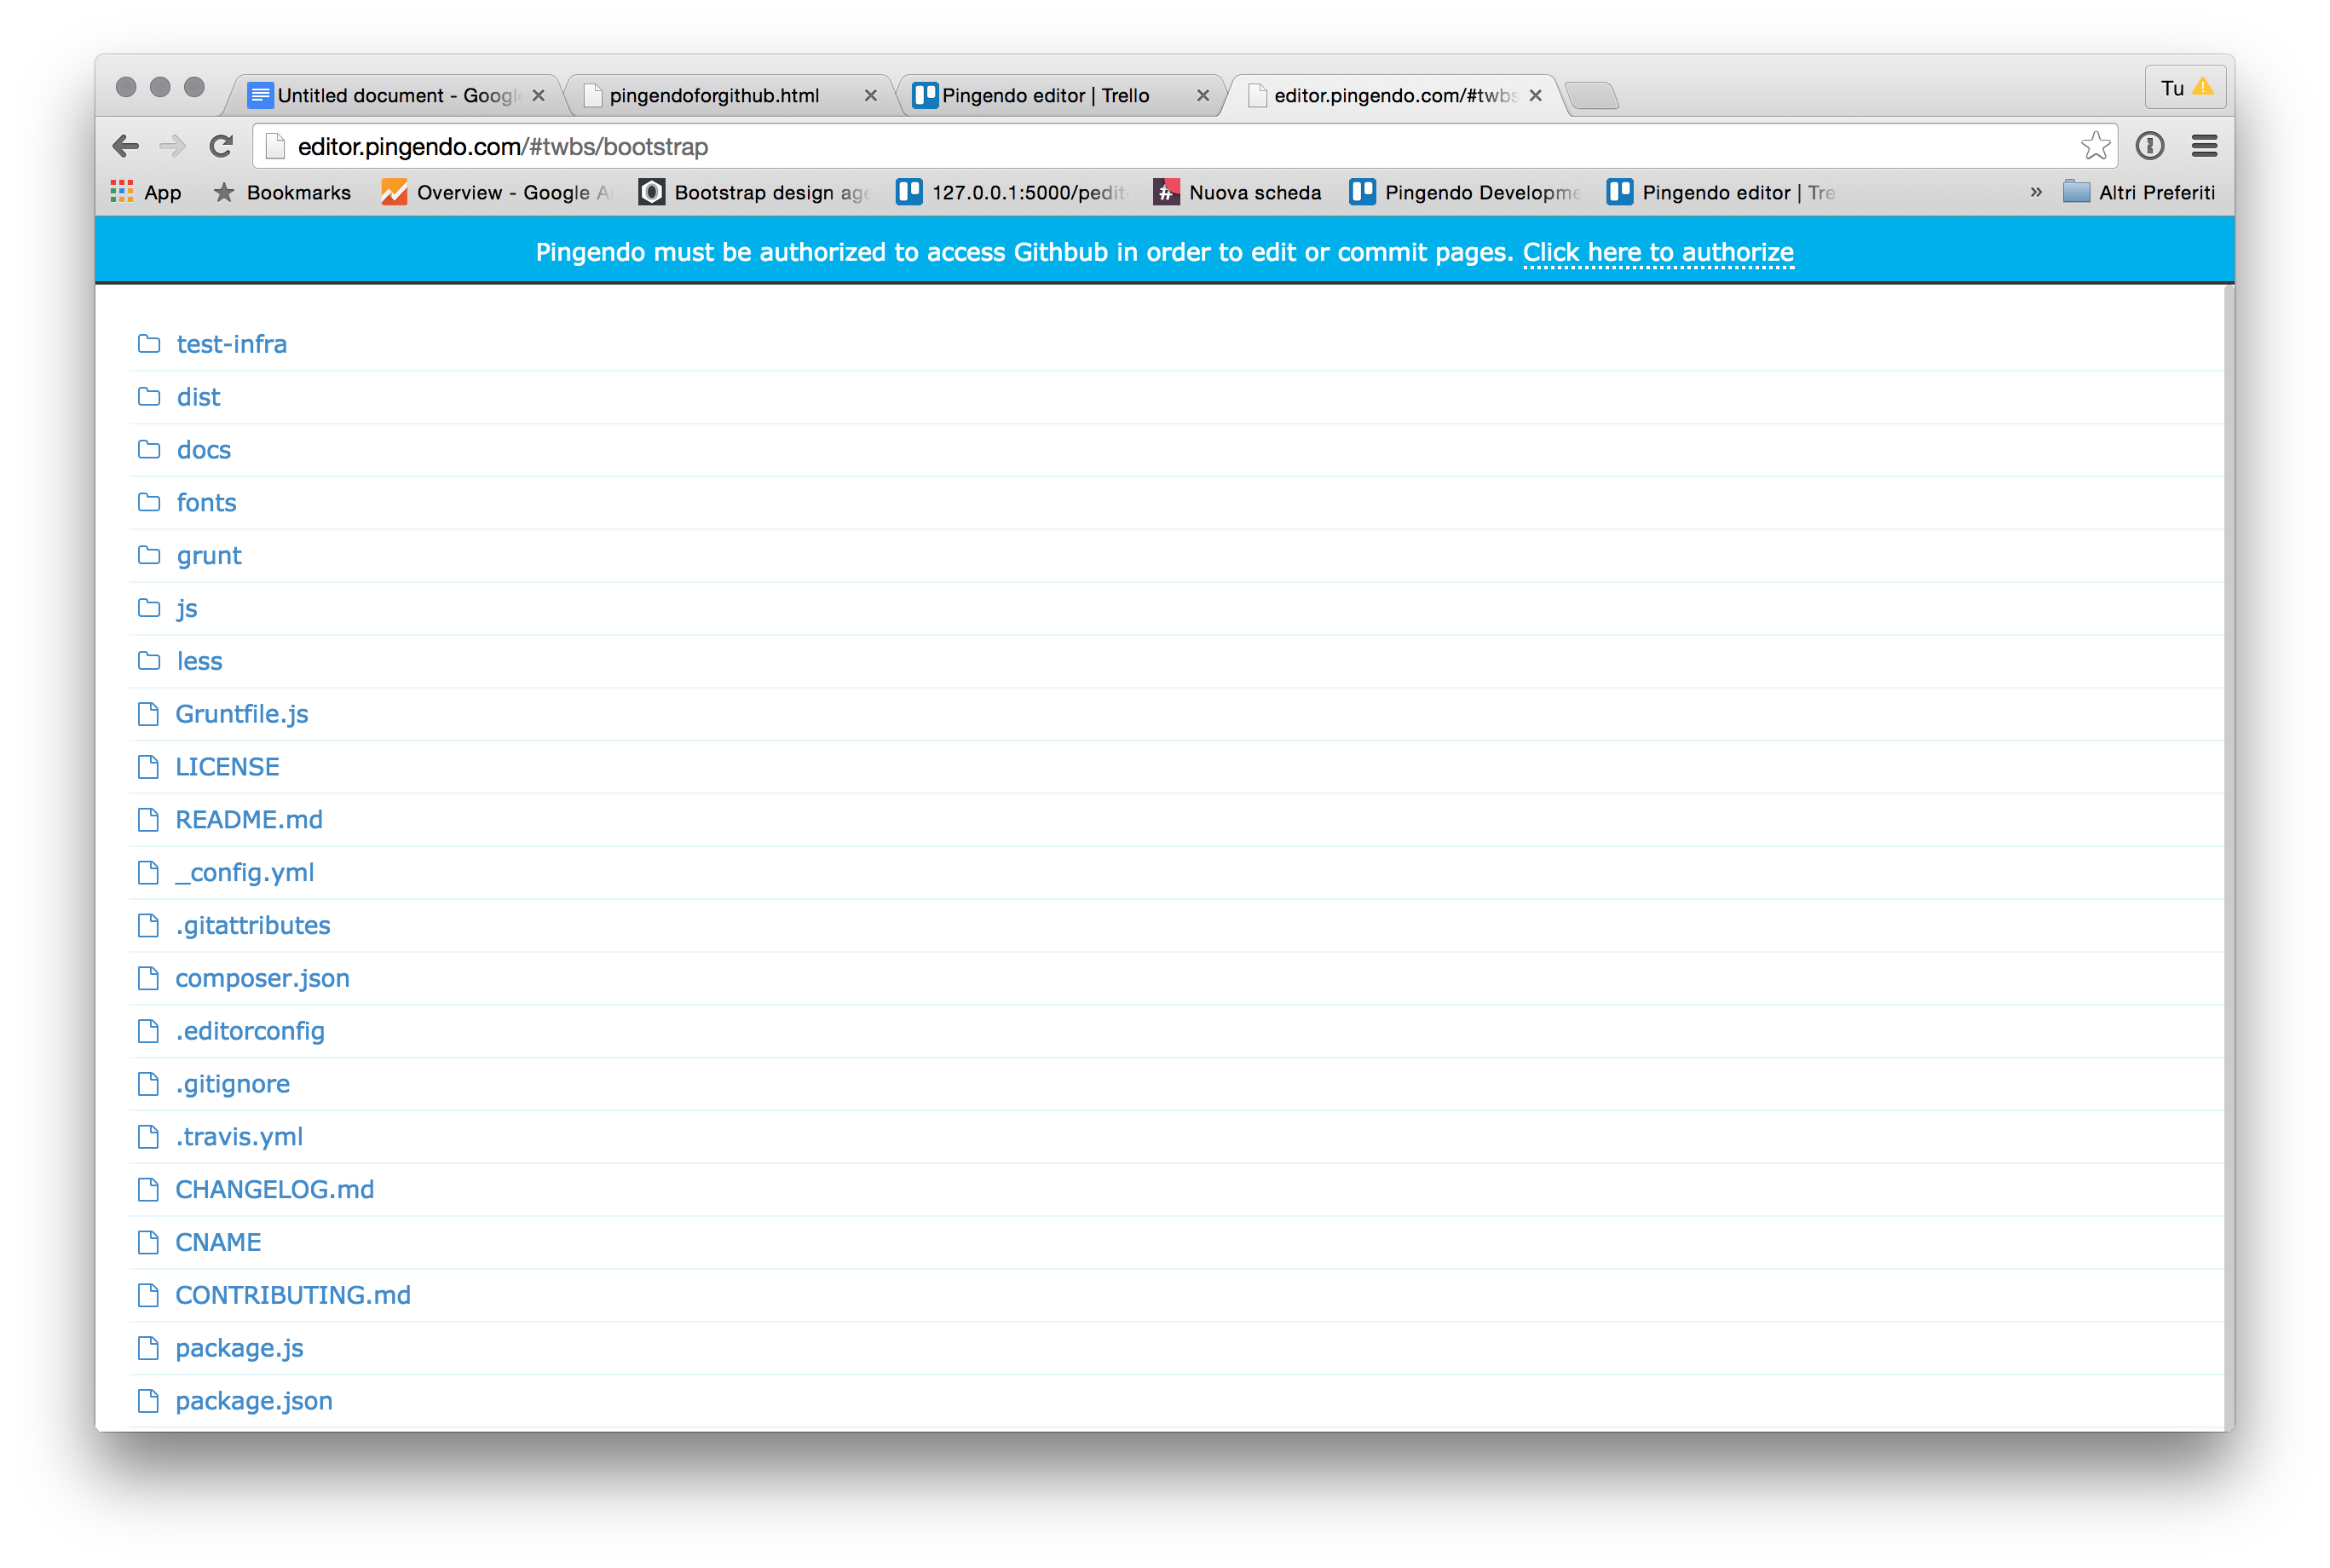 Untitled document - Googl
pingendoforgithub.html
Pingendo editor | Trello
editor.pingendo.com/#twbs
Tu
editor.pingendo.com/#twbs/bootstrap
App
Bookmarks
Overview - Google A
Bootstrap design age
127.0.0.1:5000/pedit
Nuova scheda
Pingendo Developme
Pingendo editor | Tre
»
Altri Preferiti
Pingendo must be authorized to access Githbub in order to edit or commit pages. Click here to authorize
test-infra
dist
docs
fonts
grunt
js
less
Gruntfile.js
LICENSE
README.md
_config.yml
.gitattributes
composer.json
.editorconfig
.gitignore
.travis.yml
CHANGELOG.md
CNAME
CONTRIBUTING.md
package.js
package.json